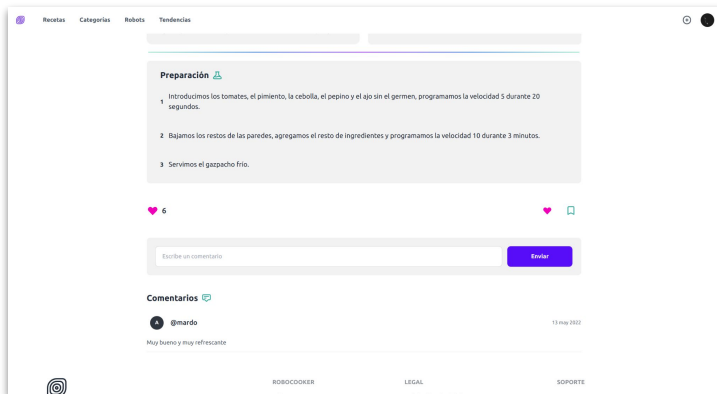 Recetas Categorías Robots Tendencias
Preparación
1 Introducimos los tomates, el pimiento, la cebolla, el pepino y el ajo sin el germen, programamos la velocidad 5 durante 20
segundos.
2 Bajamos los restos de las paredes, agregamos el resto de ingredientes y programamos la velocidad 10 durante 3 minutos.
3 Servimos el gazpacho frío.
6
Escribe un comentario Enviar
Comentarios
A @mardo 13 may 2022
Muy bueno y muy refrescante
ROBOCOOKER LEGAL SOPORTE